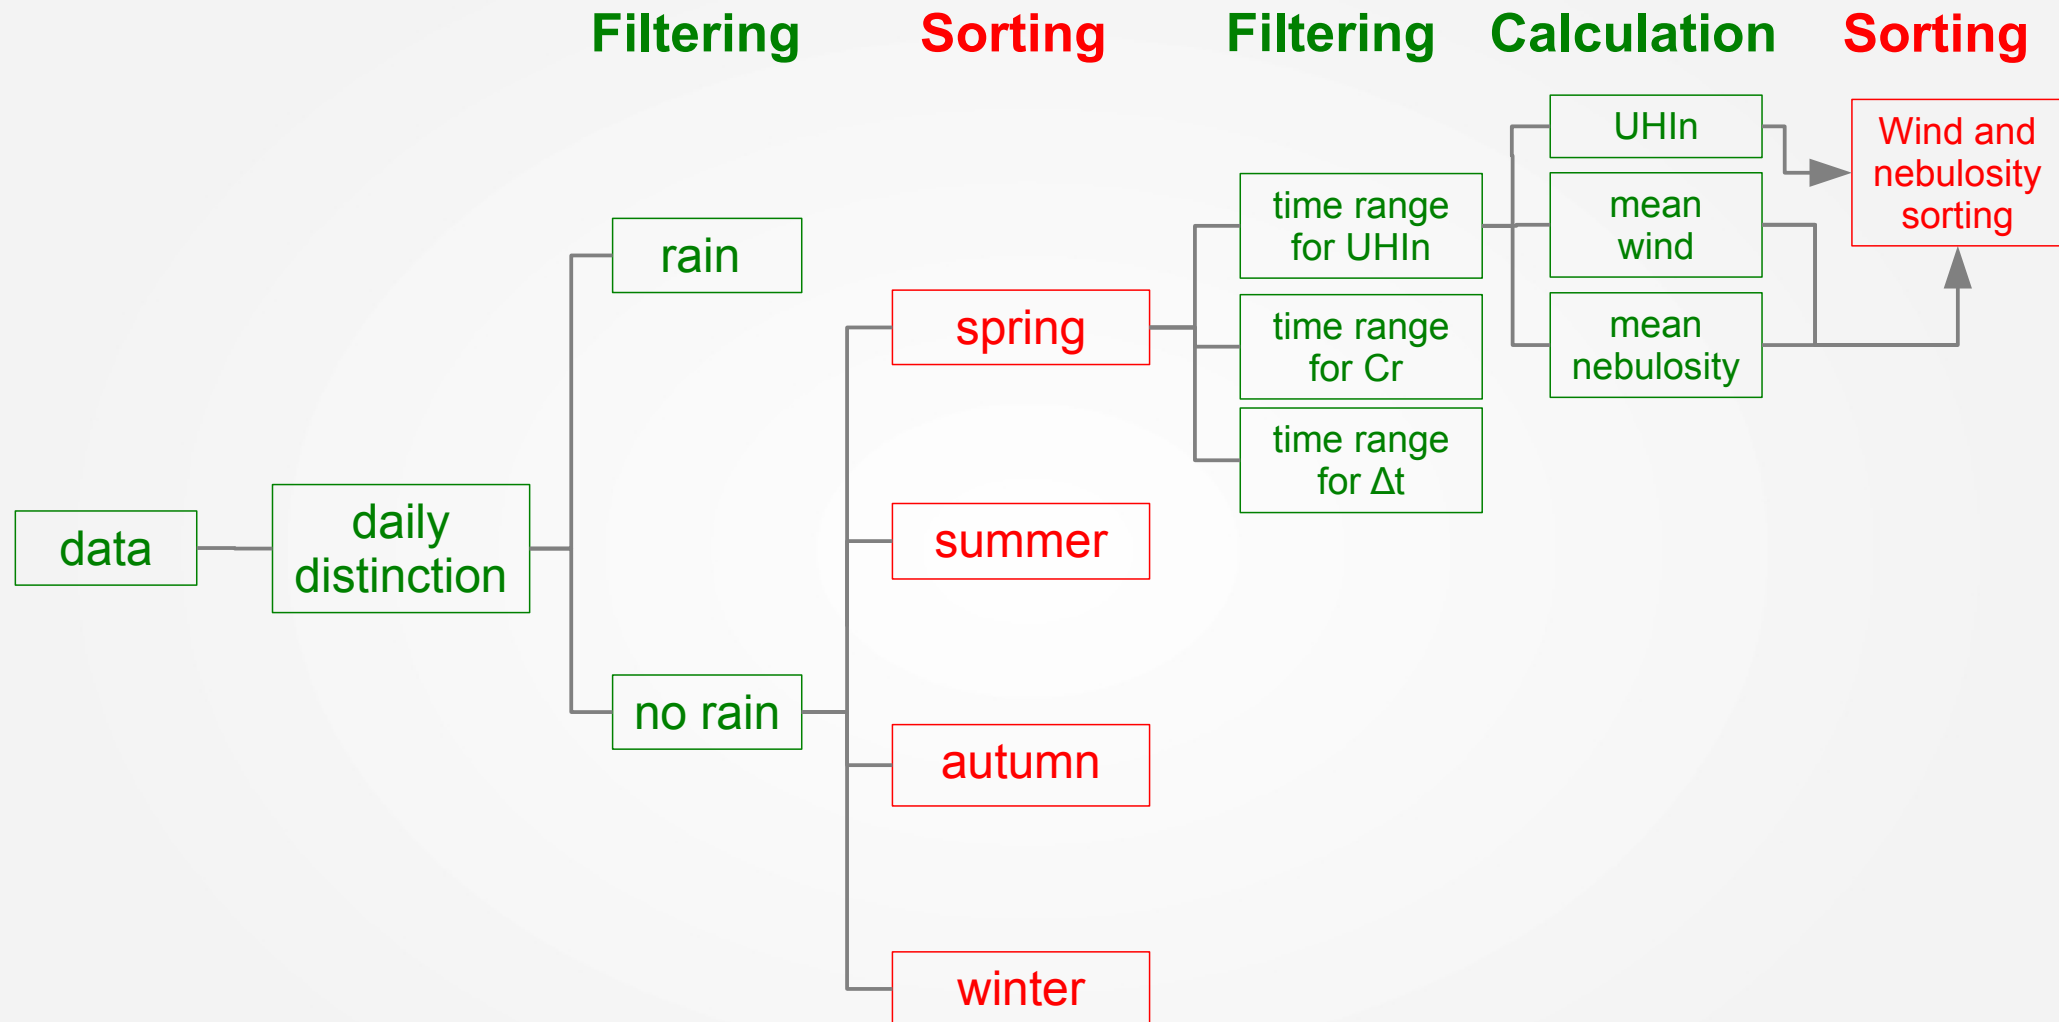 Filtering
Sorting
Filtering
Calculation
Sorting
data
daily
distinction
rain
no rain
spring
summer
autumn
winter
time range
for UHIn
time range
for Cr
time range
for Δt
UHIn
mean
wind
mean
nebulosity
Wind and
nebulosity
sorting